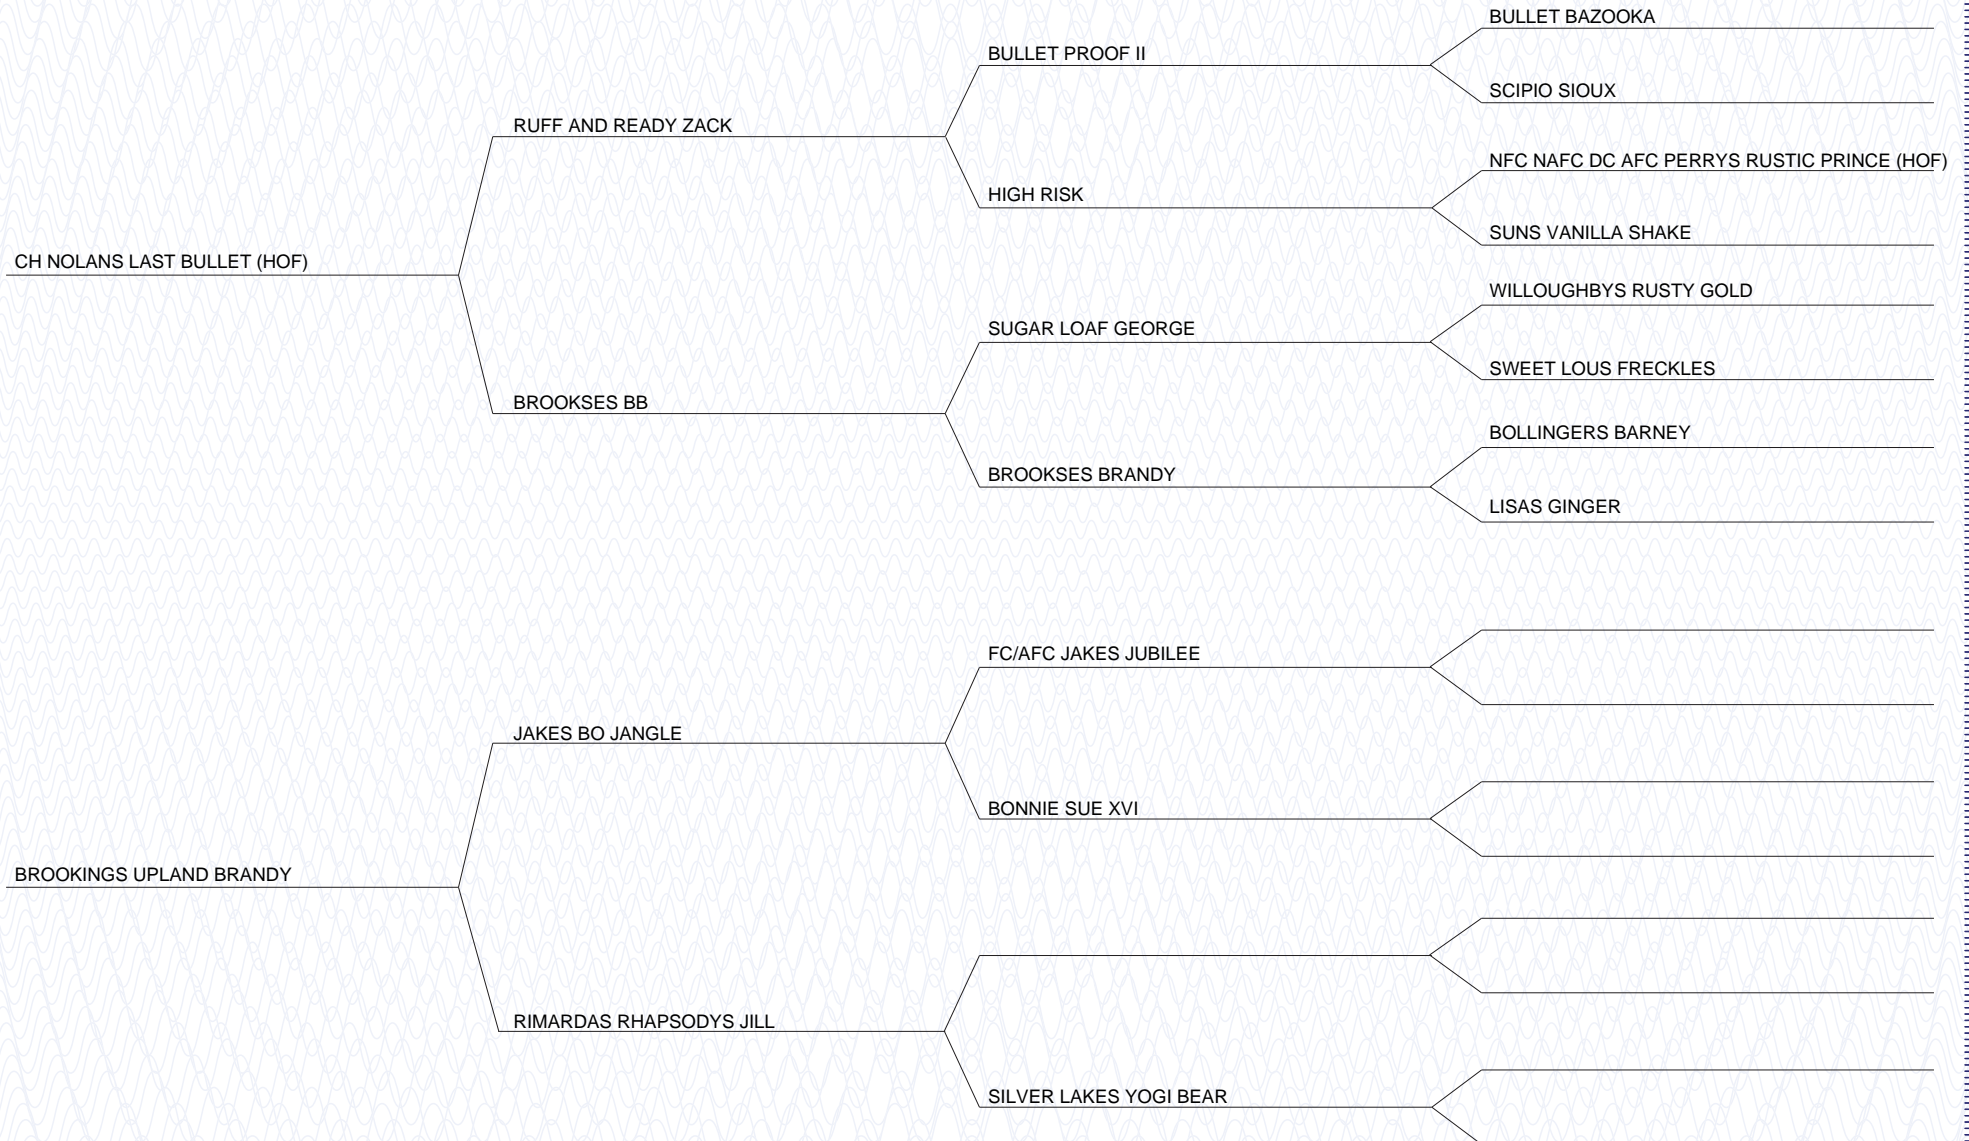 BULLET BAZOOKA
BULLET PROOF II
SCIPIO SIOUX
RUFF AND READY ZACK
NFC NAFC DC AFC PERRYS RUSTIC PRINCE (HOF)
HIGH RISK
SUNS VANILLA SHAKE
CH NOLANS LAST BULLET (HOF)
WILLOUGHBYS RUSTY GOLD
SUGAR LOAF GEORGE
SWEET LOUS FRECKLES
BROOKSES BB
BOLLINGERS BARNEY
BROOKSES BRANDY
LISAS GINGER
FC/AFC JAKES JUBILEE
JAKES BO JANGLE
BONNIE SUE XVI
BROOKINGS UPLAND BRANDY
RIMARDAS RHAPSODYS JILL
SILVER LAKES YOGI BEAR